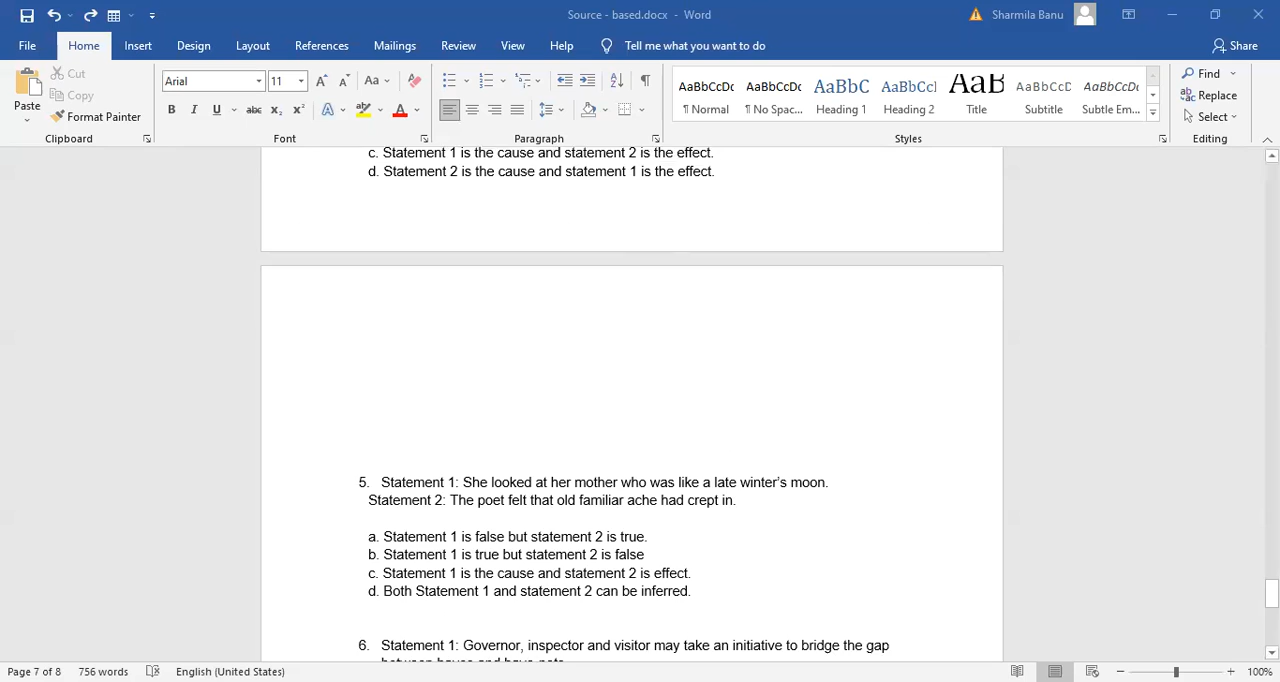 Source - based.docx - Word
Sharmila Banu
File Home Insert Design Layout References Mailings Review View Help Tell me what you want to do Share
Paste
Cut
Copy
Format Painter
Clipboard
Arial 11
Font
Paragraph
AaBbCcDc AaBbCcDc AaBbC AaBbCcI AaB AaBbCcD AaBbCcDt
¶ Normal ¶ No Spac... Heading 1 Heading 2 Title Subtitle Subtle Em...
Styles
Find
Replace
Select
Editing
c. Statement 1 is the cause and statement 2 is the effect.
d. Statement 2 is the cause and statement 1 is the effect.
5. Statement 1: She looked at her mother who was like a late winter's moon.
Statement 2: The poet felt that old familiar ache had crept in.
a. Statement 1 is false but statement 2 is true.
b. Statement 1 is true but statement 2 is false
c. Statement 1 is the cause and statement 2 is effect.
d. Both Statement 1 and statement 2 can be inferred.
6. Statement 1: Governor, inspector and visitor may take an initiative to bridge the gap
Page 7 of 8 756 words English (United States) 100%